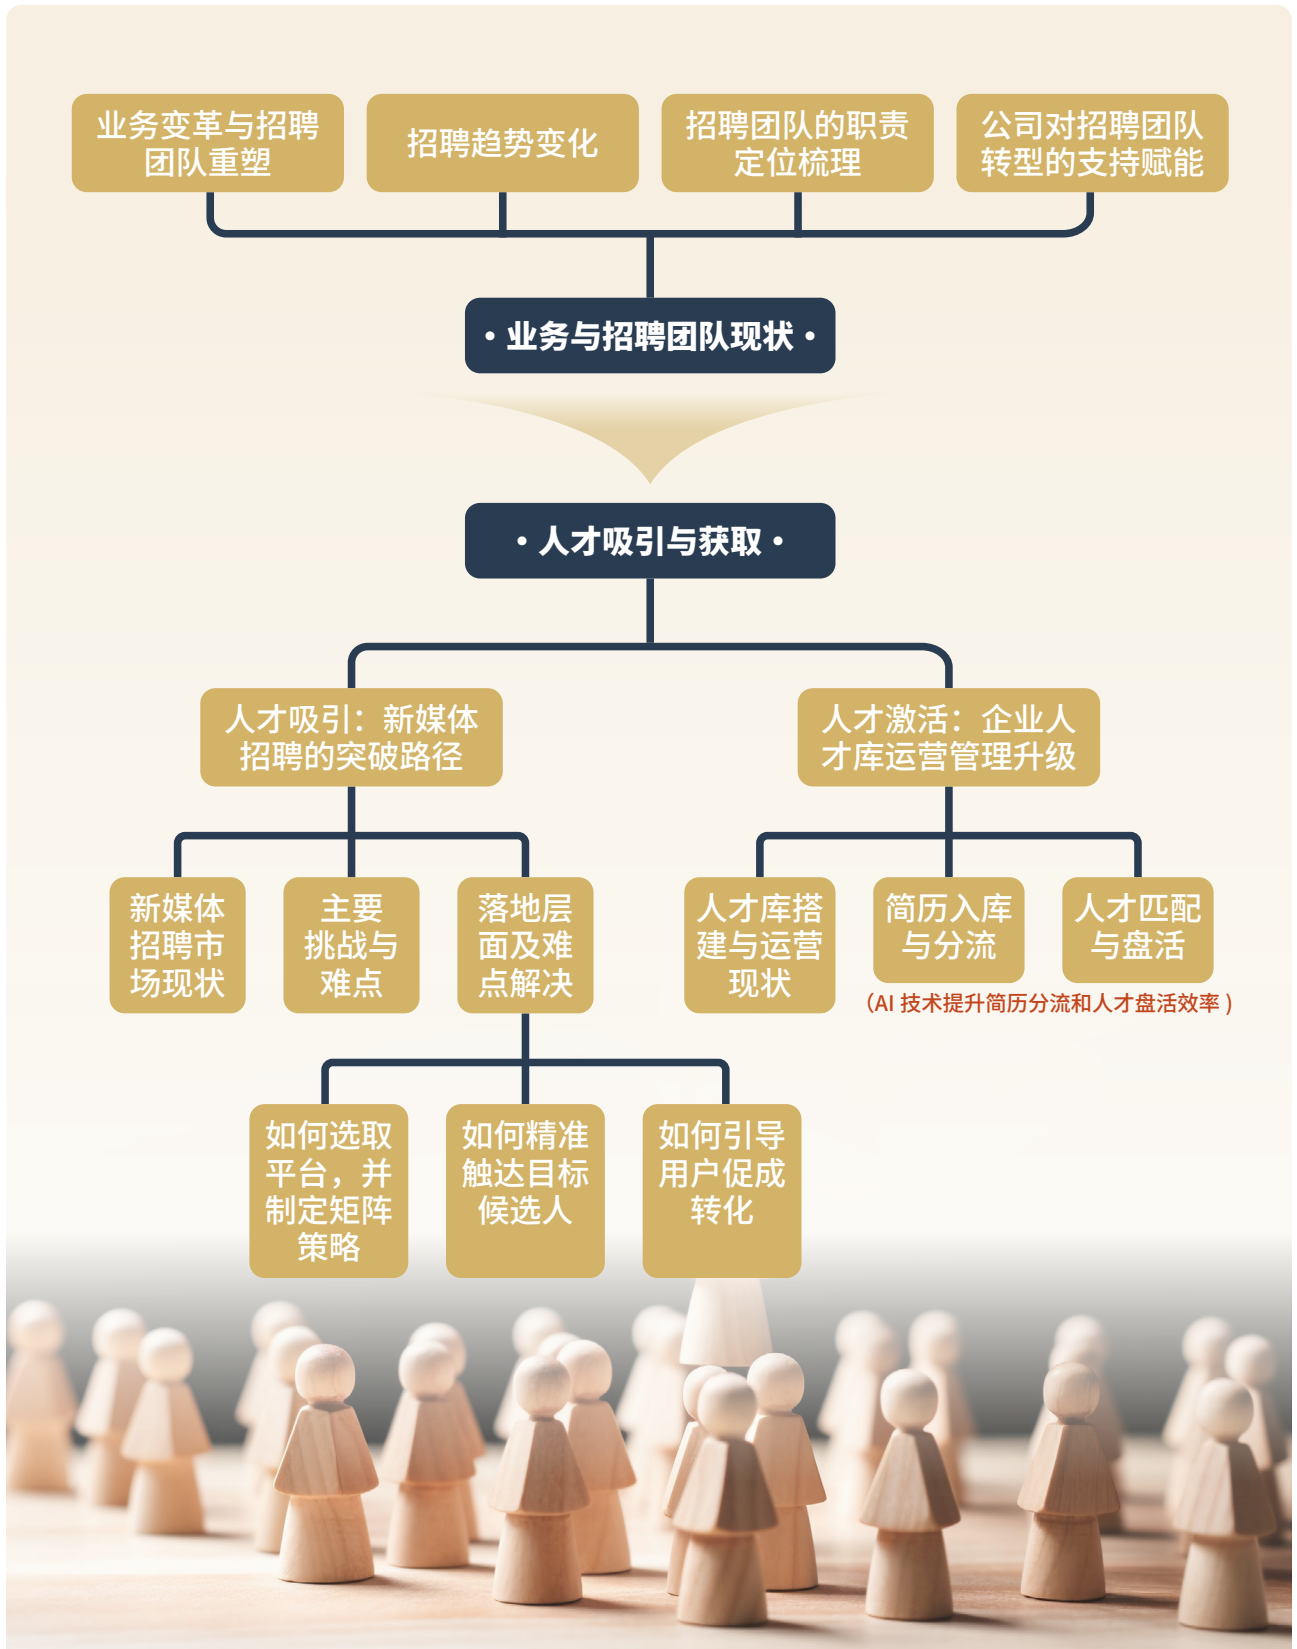 业务变革与招聘
团队重塑
招聘趋势变化
招聘团队的职责
定位梳理
公司对招聘团队
转型的支持赋能
• 业务与招聘团队现状 •
• 人才吸引与获取 •
人才吸引：新媒体
招聘的突破路径
人才激活：企业人
才库运营管理升级
新媒体
招聘市
场现状
主要
挑战与
难点
落地层
面及难
点解决
人才库搭
建与运营
现状
简历入库
与分流
人才匹配
与盘活
（AI 技术提升简历分流和人才盘活效率 )
如何选取
平台，并
制定矩阵
策略
如何精准
触达目标
候选人
如何引导
用户促成
转化